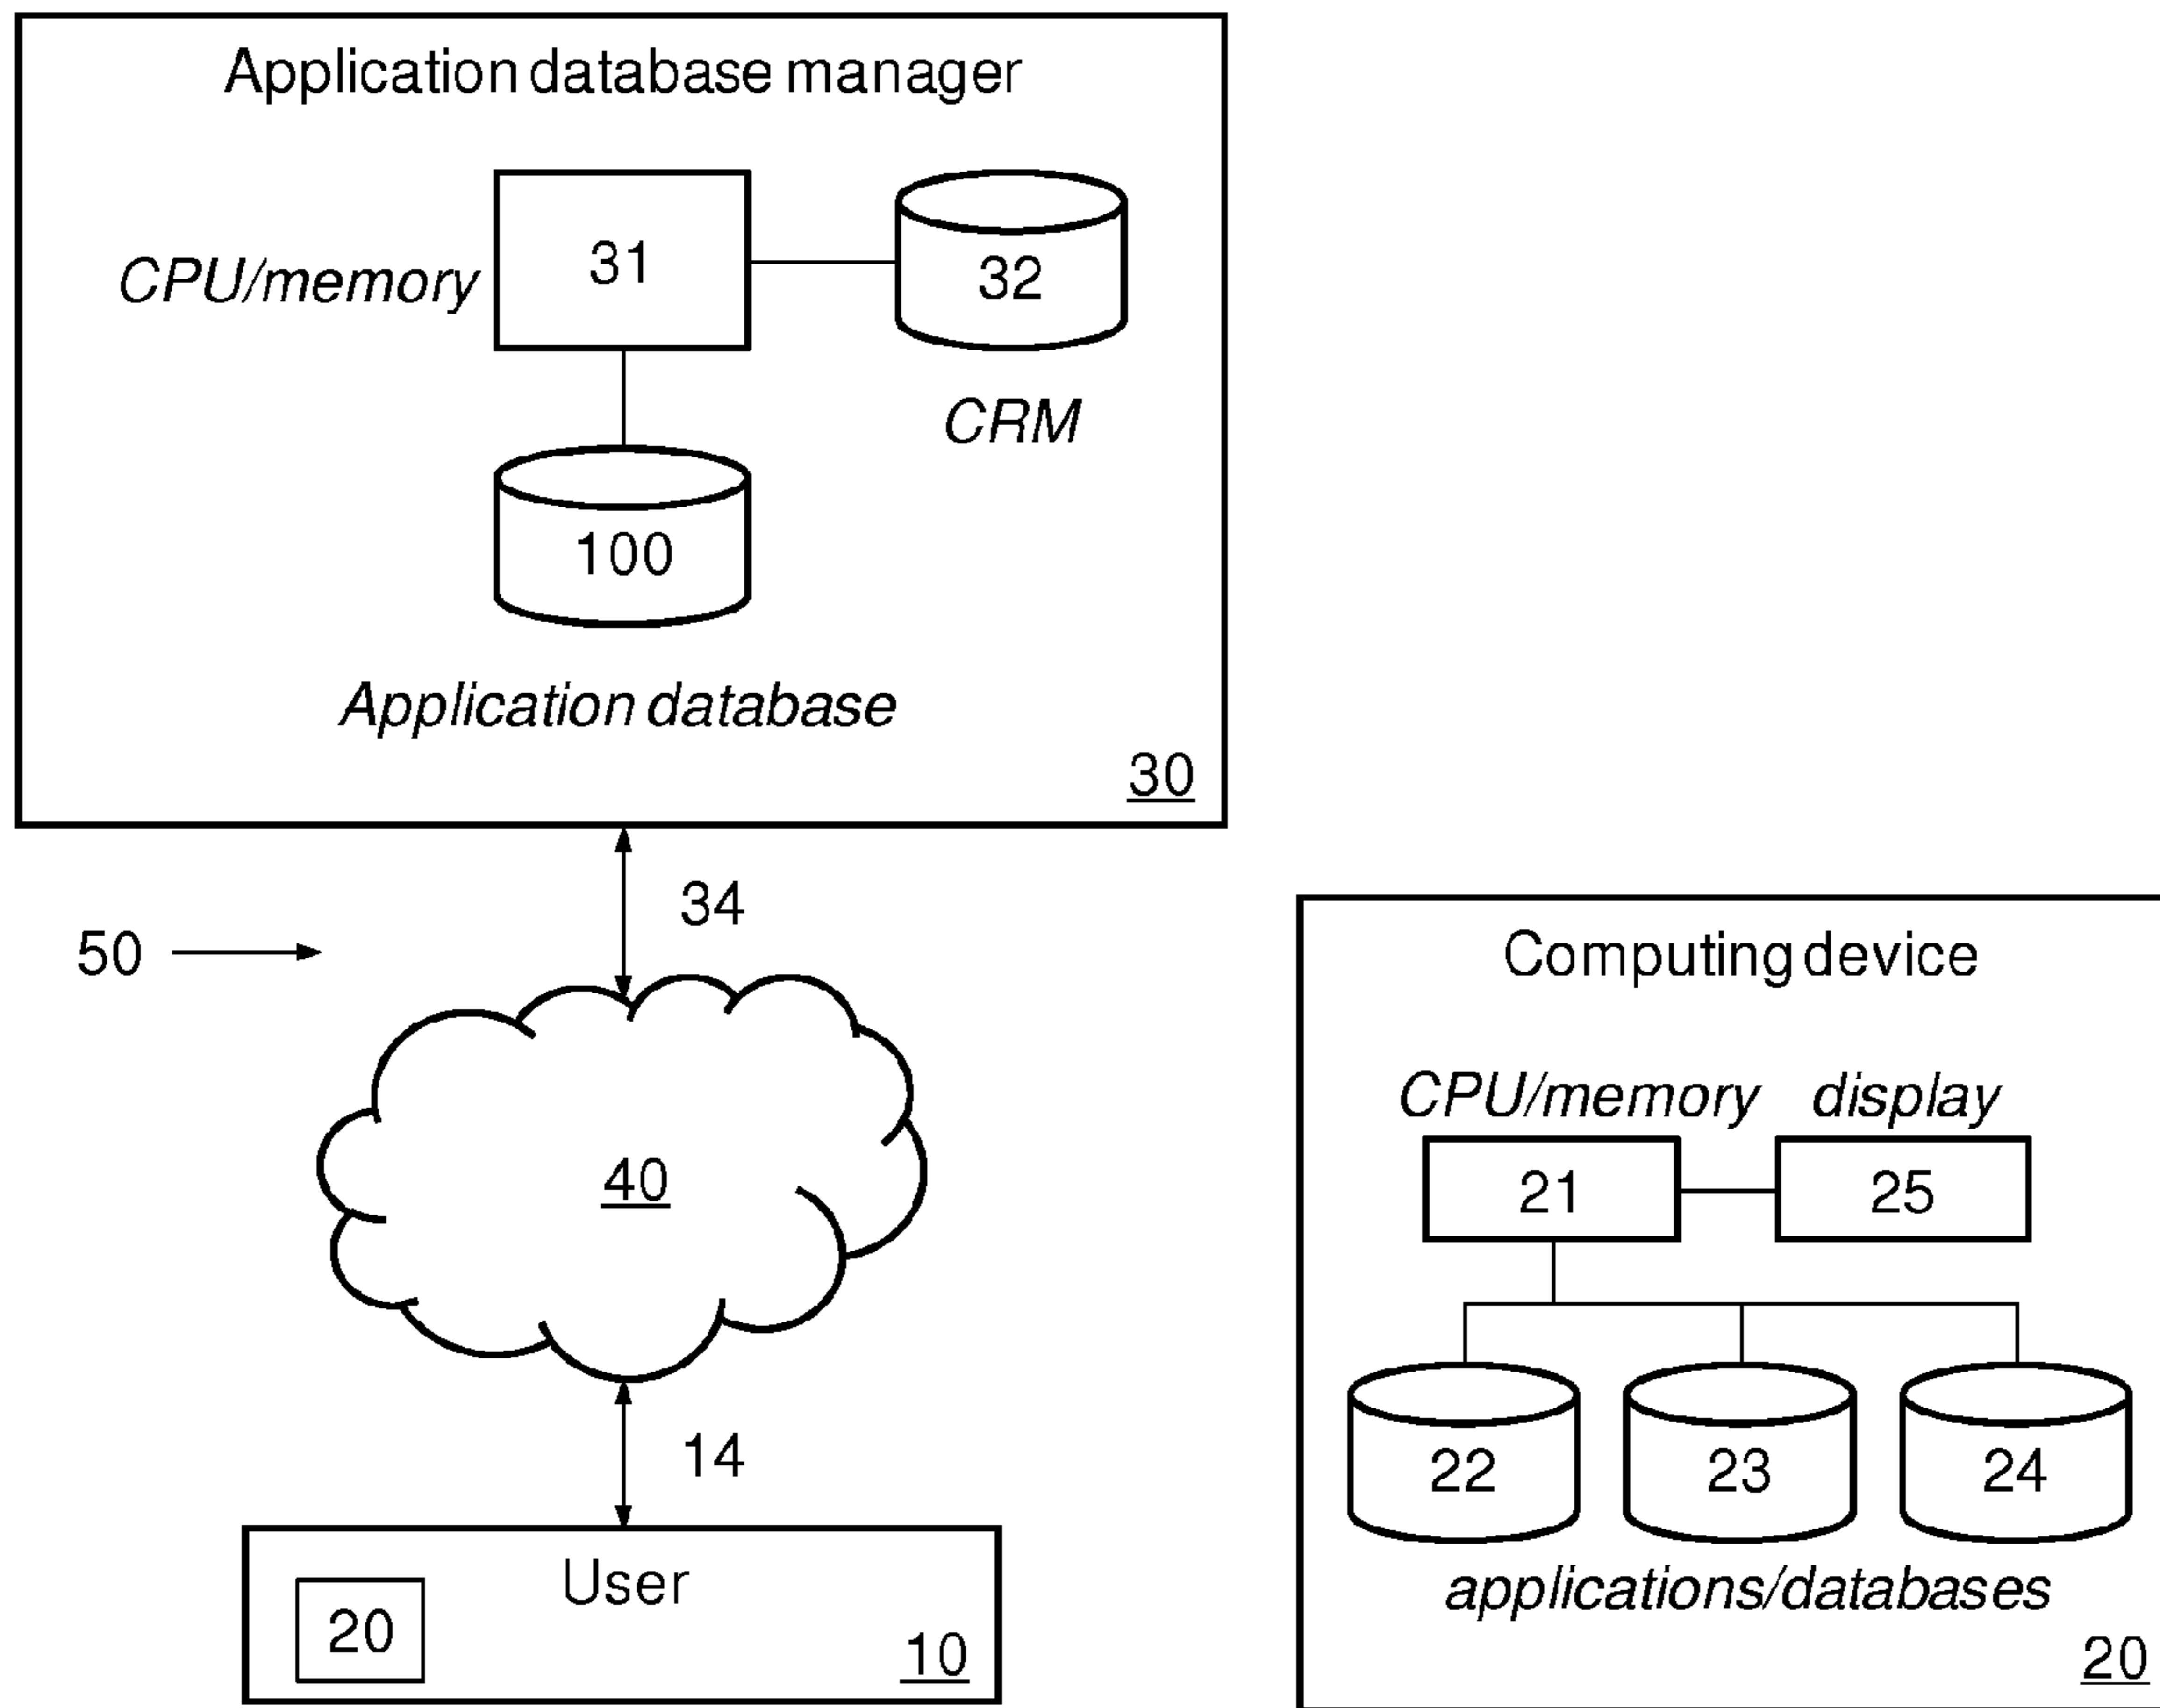 Application database manager
31
CPU/memory
32
CRM
100
Application database
30
34
50
40
14
User
20
10
Computing device
CPU/memory display
21 25
22 23 24
applications/databases
20